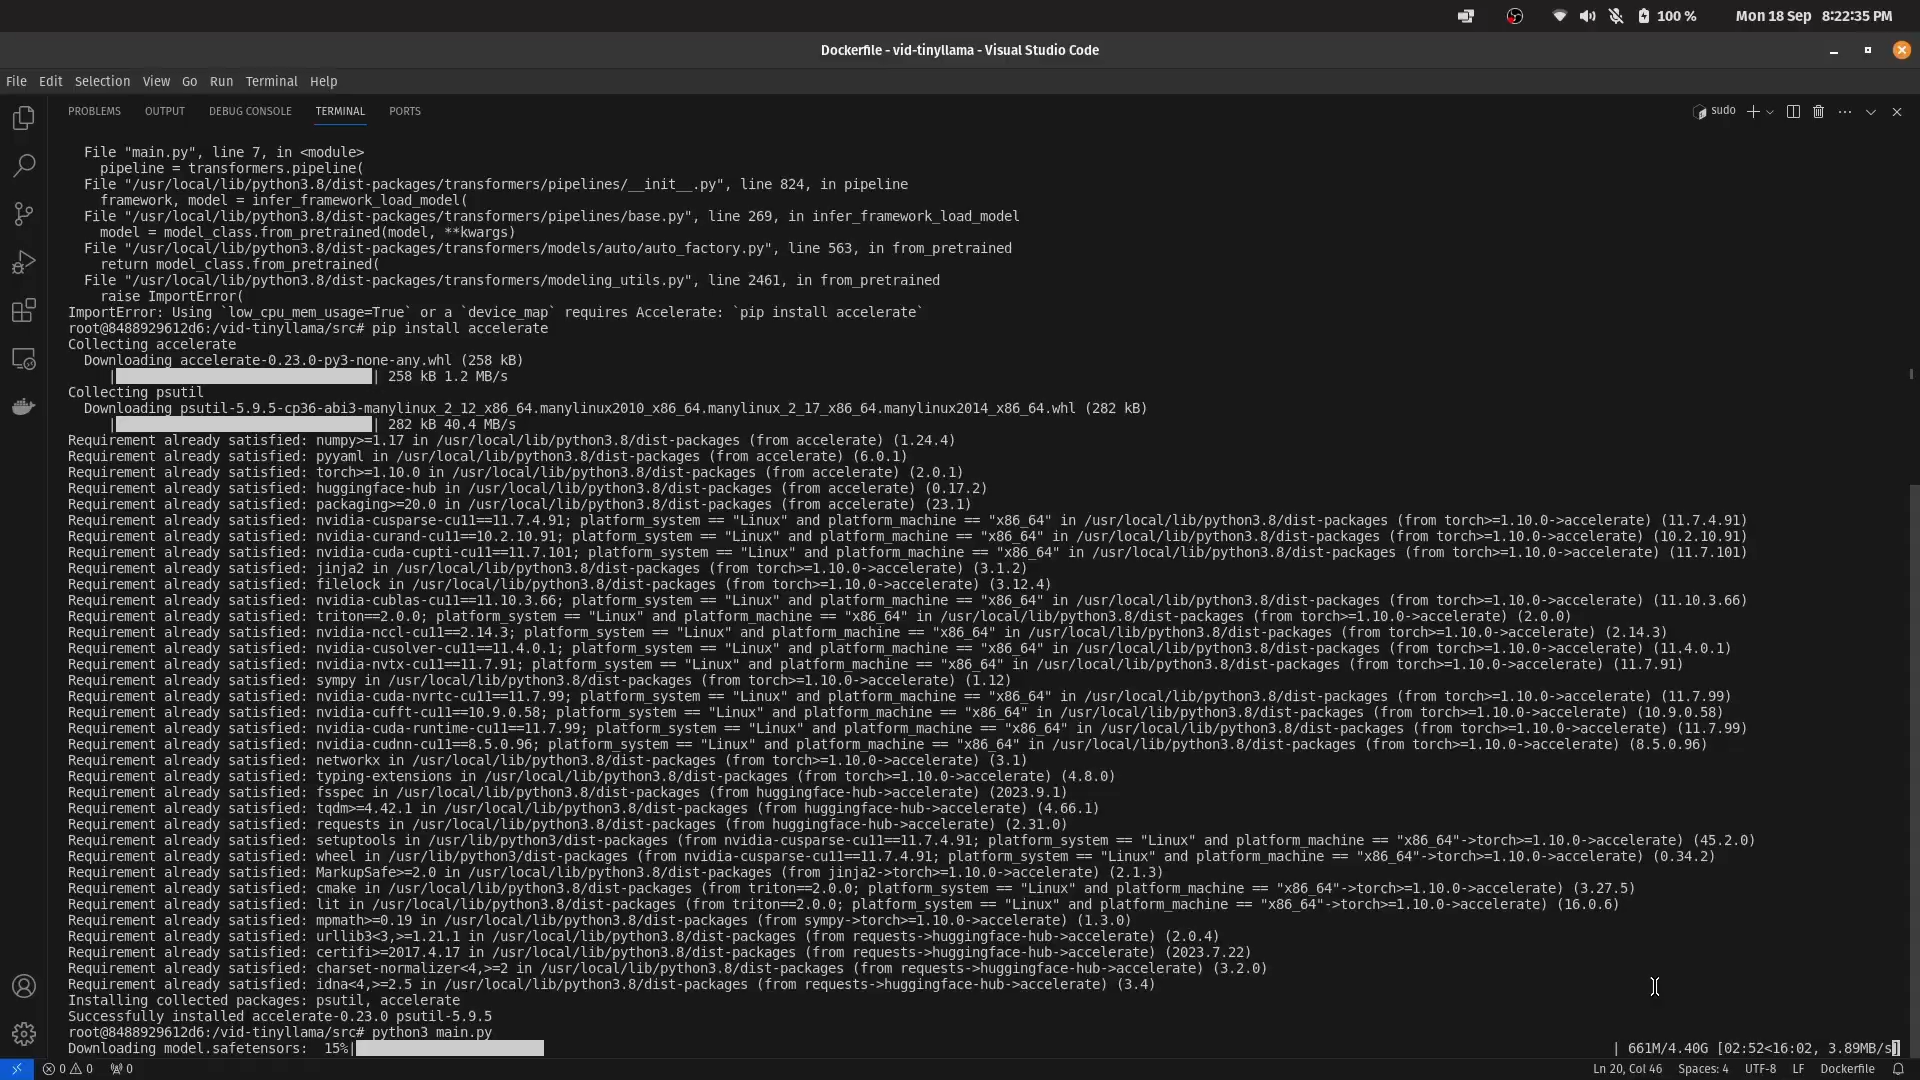 100 %
Mon 18 Sep 8:22:35 PM
Dockerfile - vid-tinyllama - Visual Studio Code
File Edit Selection View Go Run Terminal Help
PROBLEMS OUTPUT DEBUG CONSOLE TERMINAL PORTS
sudo
File "main.py", line 7, in <module>
pipeline = transformers.pipeline(
File "/usr/local/lib/python3.8/dist-packages/transformers/pipelines/__init__.py", line 824, in pipeline
framework, model = infer_framework_load_model(
File "/usr/local/lib/python3.8/dist-packages/transformers/pipelines/base.py", line 269, in infer_framework_load_model
model = model_class.from_pretrained(model, **kwargs)
File "/usr/local/lib/python3.8/dist-packages/transformers/models/auto/auto_factory.py", line 563, in from_pretrained
return model_class.from_pretrained(
File "/usr/local/lib/python3.8/dist-packages/transformers/modeling_utils.py", line 2461, in from_pretrained
raise ImportError(
ImportError: Using `low_cpu_mem_usage=True` or a `device_map` requires Accelerate: `pip install accelerate`
root@8488929612d6:/vid-tinyllama/src# pip install accelerate
Collecting accelerate
Downloading accelerate-0.23.0-py3-none-any.whl (258 kB)
| | 258 kB 1.2 MB/s
Collecting psutil
Downloading psutil-5.9.5-cp36-abi3-manylinux_2_12_x86_64.manylinux2010_x86_64.manylinux_2_17_x86_64.manylinux2014_x86_64.whl (282 kB)
| | 282 kB 40.4 MB/s
Requirement already satisfied: numpy>=1.17 in /usr/local/lib/python3.8/dist-packages (from accelerate) (1.24.4)
Requirement already satisfied: pyyaml in /usr/local/lib/python3.8/dist-packages (from accelerate) (6.0.1)
Requirement already satisfied: torch>=1.10.0 in /usr/local/lib/python3.8/dist-packages (from accelerate) (2.0.1)
Requirement already satisfied: huggingface-hub in /usr/local/lib/python3.8/dist-packages (from accelerate) (0.17.2)
Requirement already satisfied: packaging>=20.0 in /usr/local/lib/python3.8/dist-packages (from accelerate) (23.1)
Requirement already satisfied: nvidia-cusparse-cu11==11.7.4.91; platform_system == "Linux" and platform_machine == "x86_64" in /usr/local/lib/python3.8/dist-packages (from torch>=1.10.0->accelerate) (11.7.4.91)
Requirement already satisfied: nvidia-curand-cu11==10.2.10.91; platform_system == "Linux" and platform_machine == "x86_64" in /usr/local/lib/python3.8/dist-packages (from torch>=1.10.0->accelerate) (10.2.10.91)
Requirement already satisfied: nvidia-cuda-cupti-cu11==11.7.101; platform_system == "Linux" and platform_machine == "x86_64" in /usr/local/lib/python3.8/dist-packages (from torch>=1.10.0->accelerate) (11.7.101)
Requirement already satisfied: jinja2 in /usr/local/lib/python3.8/dist-packages (from torch>=1.10.0->accelerate) (3.1.2)
Requirement already satisfied: filelock in /usr/local/lib/python3.8/dist-packages (from torch>=1.10.0->accelerate) (3.12.4)
Requirement already satisfied: nvidia-cublas-cu11==11.10.3.66; platform_system == "Linux" and platform_machine == "x86_64" in /usr/local/lib/python3.8/dist-packages (from torch>=1.10.0->accelerate) (11.10.3.66)
Requirement already satisfied: triton==2.0.0; platform_system == "Linux" and platform_machine == "x86_64" in /usr/local/lib/python3.8/dist-packages (from torch>=1.10.0->accelerate) (2.0.0)
Requirement already satisfied: nvidia-nccl-cu11==2.14.3; platform_system == "Linux" and platform_machine == "x86_64" in /usr/local/lib/python3.8/dist-packages (from torch>=1.10.0->accelerate) (2.14.3)
Requirement already satisfied: nvidia-cusolver-cu11==11.4.0.1; platform_system == "Linux" and platform_machine == "x86_64" in /usr/local/lib/python3.8/dist-packages (from torch>=1.10.0->accelerate) (11.4.0.1)
Requirement already satisfied: nvidia-nvtx-cu11==11.7.91; platform_system == "Linux" and platform_machine == "x86_64" in /usr/local/lib/python3.8/dist-packages (from torch>=1.10.0->accelerate) (11.7.91)
Requirement already satisfied: sympy in /usr/local/lib/python3.8/dist-packages (from torch>=1.10.0->accelerate) (1.12)
Requirement already satisfied: nvidia-cuda-nvrtc-cu11==11.7.99; platform_system == "Linux" and platform_machine == "x86_64" in /usr/local/lib/python3.8/dist-packages (from torch>=1.10.0->accelerate) (11.7.99)
Requirement already satisfied: nvidia-cufft-cu11==10.9.0.58; platform_system == "Linux" and platform_machine == "x86_64" in /usr/local/lib/python3.8/dist-packages (from torch>=1.10.0->accelerate) (10.9.0.58)
Requirement already satisfied: nvidia-cuda-runtime-cu11==11.7.99; platform_system == "Linux" and platform_machine == "x86_64" in /usr/local/lib/python3.8/dist-packages (from torch>=1.10.0->accelerate) (11.7.99)
Requirement already satisfied: nvidia-cudnn-cu11==8.5.0.96; platform_system == "Linux" and platform_machine == "x86_64" in /usr/local/lib/python3.8/dist-packages (from torch>=1.10.0->accelerate) (8.5.0.96)
Requirement already satisfied: networkx in /usr/local/lib/python3.8/dist-packages (from torch>=1.10.0->accelerate) (3.1)
Requirement already satisfied: typing-extensions in /usr/local/lib/python3.8/dist-packages (from torch>=1.10.0->accelerate) (4.8.0)
Requirement already satisfied: fsspec in /usr/local/lib/python3.8/dist-packages (from huggingface-hub->accelerate) (2023.9.1)
Requirement already satisfied: tqdm>=4.42.1 in /usr/local/lib/python3.8/dist-packages (from huggingface-hub->accelerate) (4.66.1)
Requirement already satisfied: requests in /usr/local/lib/python3.8/dist-packages (from huggingface-hub->accelerate) (2.31.0)
Requirement already satisfied: setuptools in /usr/lib/python3/dist-packages (from nvidia-cusparse-cu11==11.7.4.91; platform_system == "Linux" and platform_machine == "x86_64"->torch>=1.10.0->accelerate) (45.2.0)
Requirement already satisfied: wheel in /usr/lib/python3/dist-packages (from nvidia-cusparse-cu11==11.7.4.91; platform_system == "Linux" and platform_machine == "x86_64"->torch>=1.10.0->accelerate) (0.34.2)
Requirement already satisfied: MarkupSafe>=2.0 in /usr/local/lib/python3.8/dist-packages (from jinja2->torch>=1.10.0->accelerate) (2.1.3)
Requirement already satisfied: cmake in /usr/local/lib/python3.8/dist-packages (from triton==2.0.0; platform_system == "Linux" and platform_machine == "x86_64"->torch>=1.10.0->accelerate) (3.27.5)
Requirement already satisfied: lit in /usr/local/lib/python3.8/dist-packages (from triton==2.0.0; platform_system == "Linux" and platform_machine == "x86_64"->torch>=1.10.0->accelerate) (16.0.6)
Requirement already satisfied: mpmath>=0.19 in /usr/local/lib/python3.8/dist-packages (from sympy->torch>=1.10.0->accelerate) (1.3.0)
Requirement already satisfied: urllib3<3,>=1.21.1 in /usr/local/lib/python3.8/dist-packages (from requests->huggingface-hub->accelerate) (2.0.4)
Requirement already satisfied: certifi>=2017.4.17 in /usr/local/lib/python3.8/dist-packages (from requests->huggingface-hub->accelerate) (2023.7.22)
Requirement already satisfied: charset-normalizer<4,>=2 in /usr/local/lib/python3.8/dist-packages (from requests->huggingface-hub->accelerate) (3.2.0)
Requirement already satisfied: idna<4,>=2.5 in /usr/local/lib/python3.8/dist-packages (from requests->huggingface-hub->accelerate) (3.4)
Installing collected packages: psutil, accelerate
Successfully installed accelerate-0.23.0 psutil-5.9.5
root@8488929612d6:/vid-tinyllama/src# python3 main.py
Downloading model.safetensors: 15%| | 661M/4.40G [02:52<16:02, 3.89MB/s]
0 0 0 Ln 20, Col 46 Spaces: 4 UTF-8 LF Dockerfile